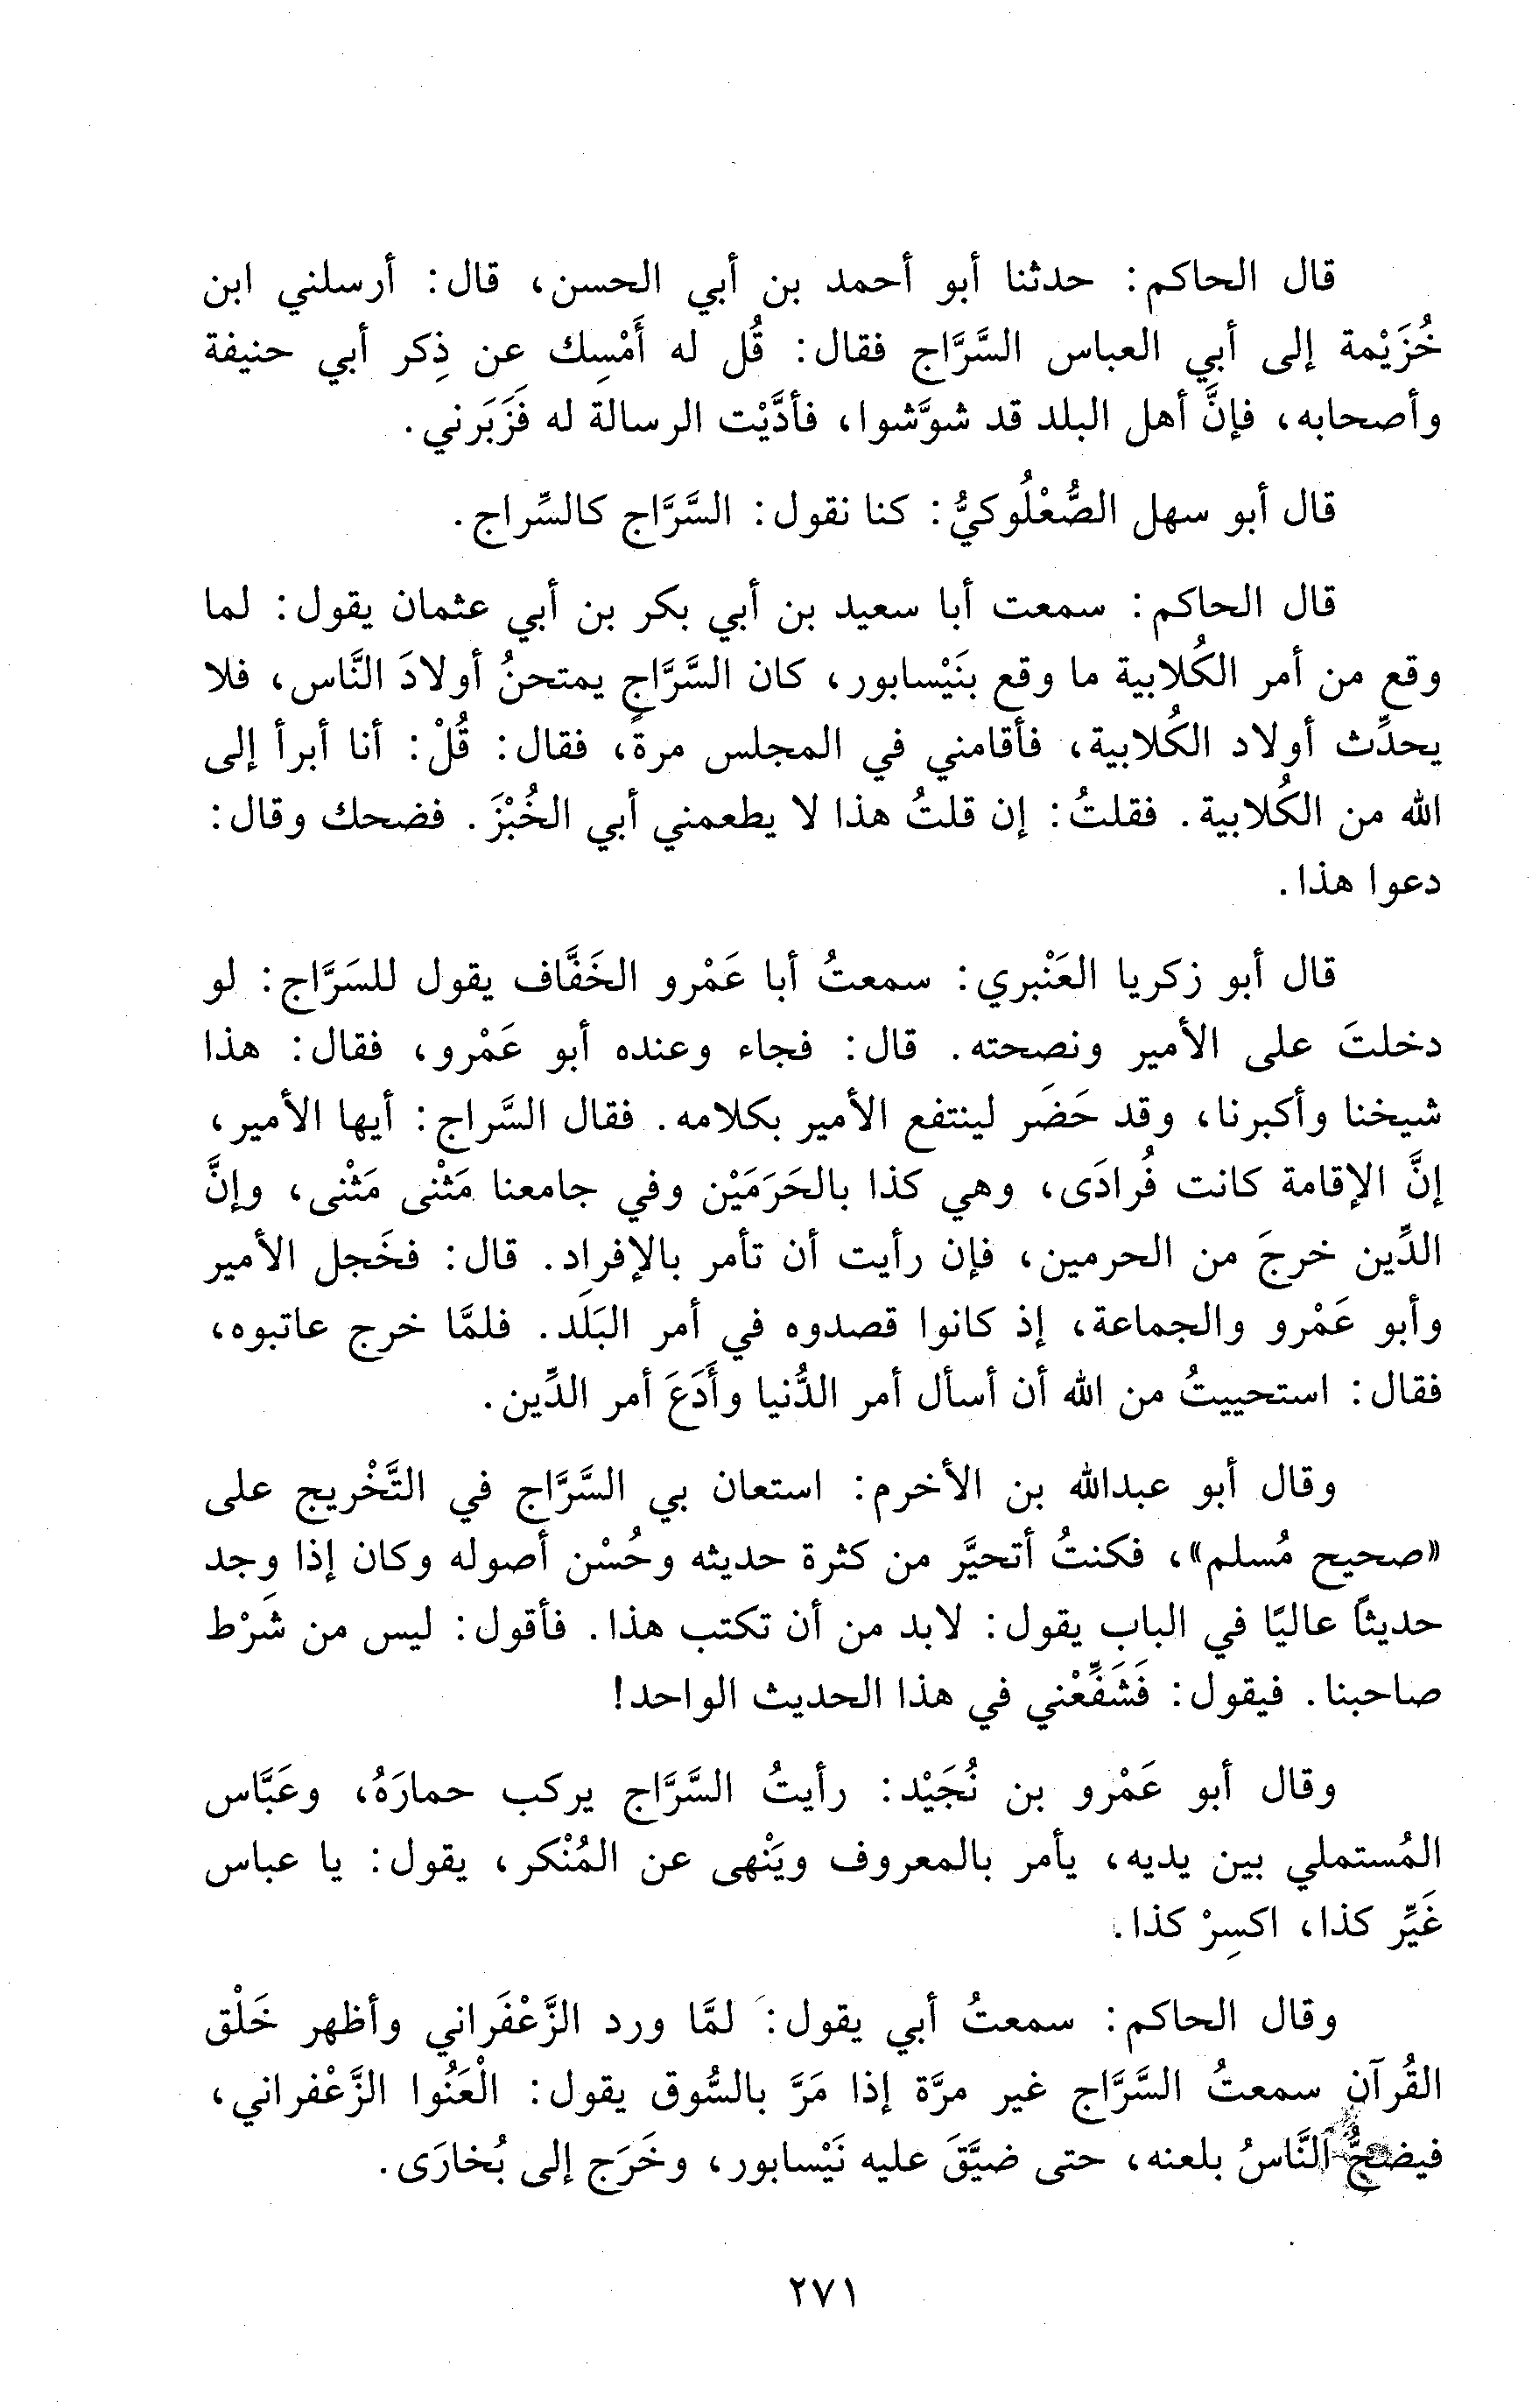 قال الحاكم: حدثنا أبو أحمد بن أبي الحسن، قال: أرسلني ابن
خُزَيْمة إلى أبي العباس السَّرَّاج فقال: قُل له أَمْسِك عن ذِكر أبي حنيفة
وأصحابه، فإنَّ أهل البلد قد شوَّشوا، فأدَّيْت الرسالة له فَزَبَرني.
قال أبو سهل الصُّعْلُوكيُّ: كنا نقول: السَّرَّاج كالسِّراج.
قال الحاكم: سمعت أبا سعيد بن أبي بكر بن أبي عثمان يقول: لما
وقع من أمر الكُلابية ما وقع بنَيْسابور، كان السَّرَّاج يمتحنُ أولادَ النَّاس، فلا
يحدِّث أولاد الكُلابية، فأقامني في المجلس مرةً، فقال: قُلْ: أنا أبرأ إلى
الله من الكُلابية. فقلتُ: إن قلتُ هذا لا يطعمني أبي الخُبْزَ. فضحك وقال:
دعوا هذا.
قال أبو زكريا العَنْبري: سمعتُ أبا عَمْرو الخَفَّاف يقول للسَرَّاج: لو
دخلتَ على الأمير ونصحته. قال: فجاء وعنده أبو عَمْرو، فقال: هذا
شيخنا وأكبرنا، وقد حَضَر لينتفع الأمير بكلامه. فقال السَّراج: أيها الأمير،
إنَّ الإقامة كانت فُرادَى، وهي كذا بالحَرَمَيْن وفي جامعنا مَثْنى مَثْنى، وإنَّ
الدِّين خرجَ من الحرمين، فإن رأيت أن تأمر بالإفرادِ. قال: فخَجل الأمير
وأبو عَمْرو والجماعة، إذ كانوا قصدوه في أمر البَلَد. فلمَّا خرج عاتبوه،
فقال: استحييتُ من الله أن أسأل أمر الدُّنيا وأَدَعَ أمر الدِّين.
وقال أبو عبدالله بن الأخرم: استعان بي السَّرَّاج في التَّخْريج على
«صحيح مُسلم»، فكنتُ أتحيَّر من كثرة حديثه وحُسْن أصوله وكان إذا وجد
حديثاً عاليًا في الباب يقول: لابد من أن تكتب هذا. فأقول: ليس من شَرْط
صاحبنا. فيقول: فَشَفِّعْني في هذا الحديث الواحد!
وقال أبو عَمْرو بن نُجَيْد: رأيتُ السَّرَّاج يركب حمارَهُ، وعَبَّاس
المُستملي بين يديه، يأمر بالمعروف ويَنْهى عن المُنْكر، يقول: يا عباس
غَيِّر كذا، اكسِرْ كذا.
وقال الحاكم: سمعتُ أبي يقول: لمَّا ورد الزَّعْفَراني وأظهر خَلْق
القُرآن سمعتُ السَّرَّاج غير مرَّة إذا مَرَّ بالسُّوق يقول: الْعَنُوا الزَّعْفراني،
فيضجُّ النَّاسُ بلعنه، حتى ضيَّقَ عليه نَيْسابور، وخَرَج إلى بُخارَى.
٢٧١